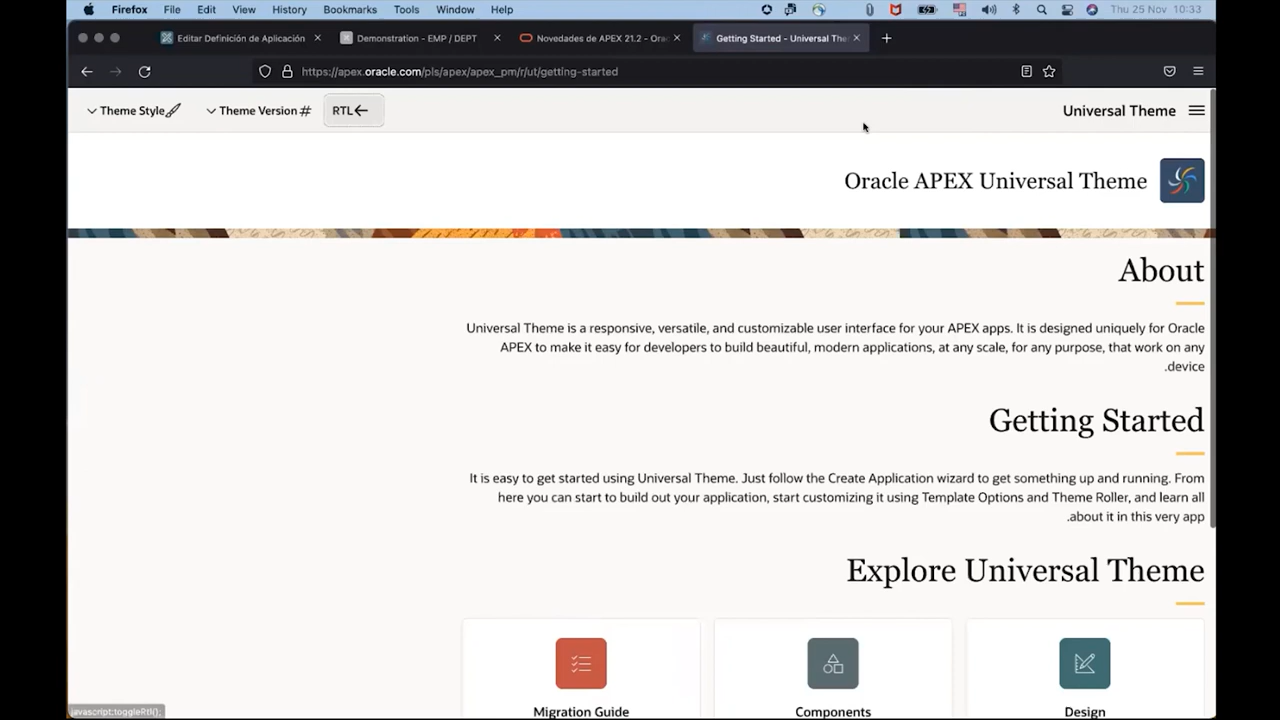 Firefox File Edit View History Bookmarks Tools Window Help Thu 25 Nov 10:33
Editar Definición de Aplicación Demonstration - EMP / DEPT Novedades de APEX 21.2 - Ora Getting Started - Universal The
https://apex.oracle.com/pls/apex/apex_pm/r/ut/getting-started
Theme Style Theme Version RTL Universal Theme
Oracle APEX Universal Theme
About
Universal Theme is a responsive, versatile, and customizable user interface for your APEX apps. It is designed uniquely for Oracle
APEX to make it easy for developers to build beautiful, modern applications, at any scale, for any purpose, that work on any
.device
Getting Started
It is easy to get started using Universal Theme. Just follow the Create Application wizard to get something up and running. From
here you can start to build out your application, start customizing it using Template Options and Theme Roller, and learn all
.about it in this very app
Explore Universal Theme
Migration Guide Components Design
javascript:toggleRtl();